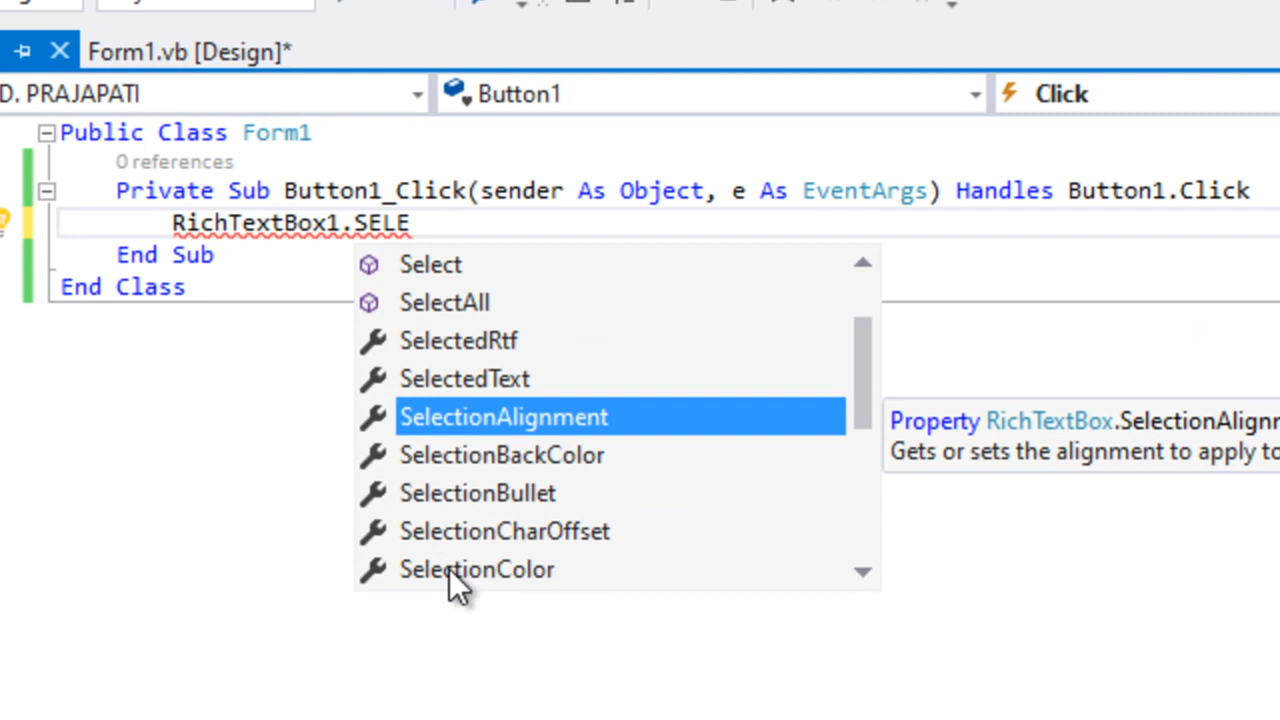 Form1.vb [Design]*
D. PRAJAPATI
Button1
Click
Public Class Form1
0 references
Private Sub Button1_Click(sender As Object, e As EventArgs) Handles Button1.Click
RichTextBox1.SELE
End Sub
End Class
Select
SelectAll
SelectedRtf
SelectedText
SelectionAlignment
SelectionBackColor
SelectionBullet
SelectionCharOffset
SelectionColor
Property RichTextBox.SelectionAlign
Gets or sets the alignment to apply to